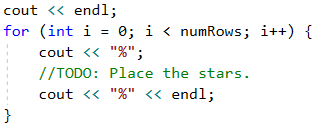 cout << endl;
for (int i = 0; i < numRows; i++) {
    cout << "%";
    //TODO: Place the stars.
    cout << "%" << endl;
}